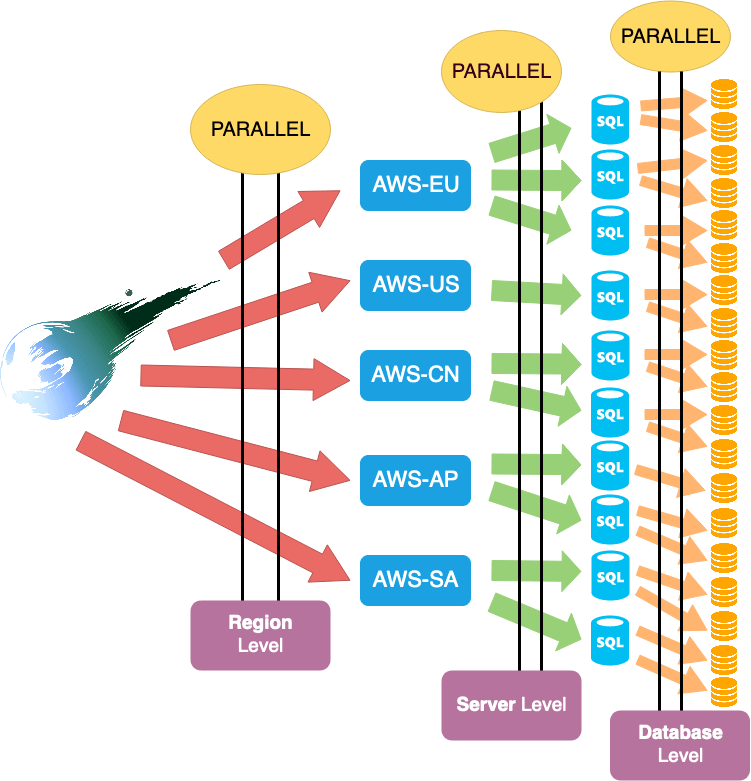 PARALLEL
PARALLEL
PARALLEL
AWS-EU
AWS-US
AWS-CN
AWS-AP
AWS-SA
SQL
SQL
SQL
SQL
SQL
SQL
SQL
SQL
SQL
SQL
Region
Level
Server Level
Database
Level